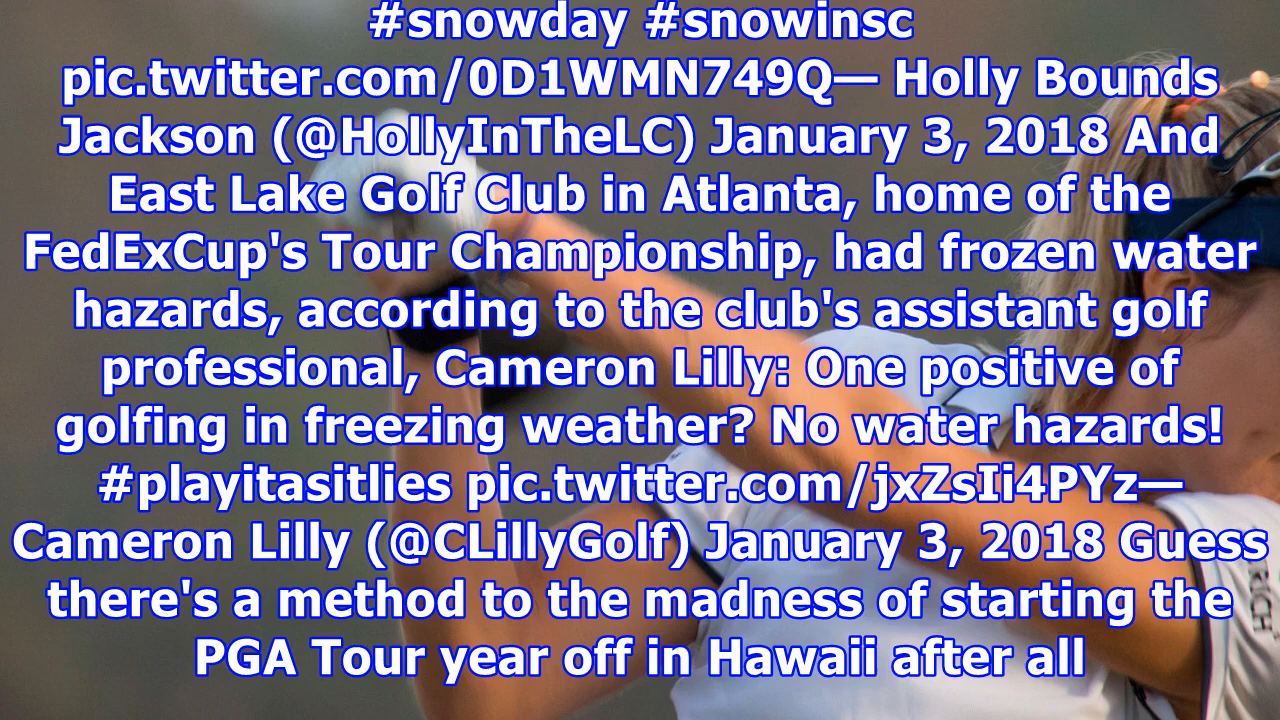 #snowday #snowinsc
pic.twitter.com/0D1WMN749Q— Holly Bounds
Jackson (@HollyInTheLC) January 3, 2018 And
East Lake Golf Club in Atlanta, home of the
FedExCup's Tour Championship, had frozen water
hazards, according to the club's assistant golf
professional, Cameron Lilly: One positive of
golfing in freezing weather? No water hazards!
#playitasitlies pic.twitter.com/jxZsIi4PYz—
Cameron Lilly (@CLillyGolf) January 3, 2018 Guess
there's a method to the madness of starting the
PGA Tour year off in Hawaii after all